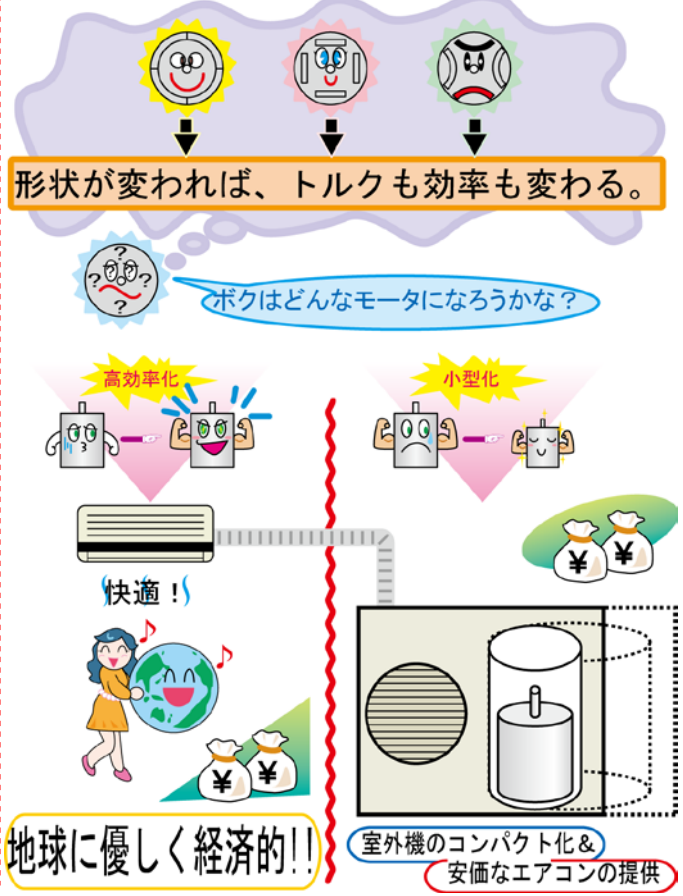 形状が変われば、トルクも効率も変わる。
? ? ? ?
ボクはどんなモータになろうかな？
高効率化
小型化
快適！
¥ ¥
¥ ¥
地球に優しく経済的!!
室外機のコンパクト化＆
安価なエアコンの提供